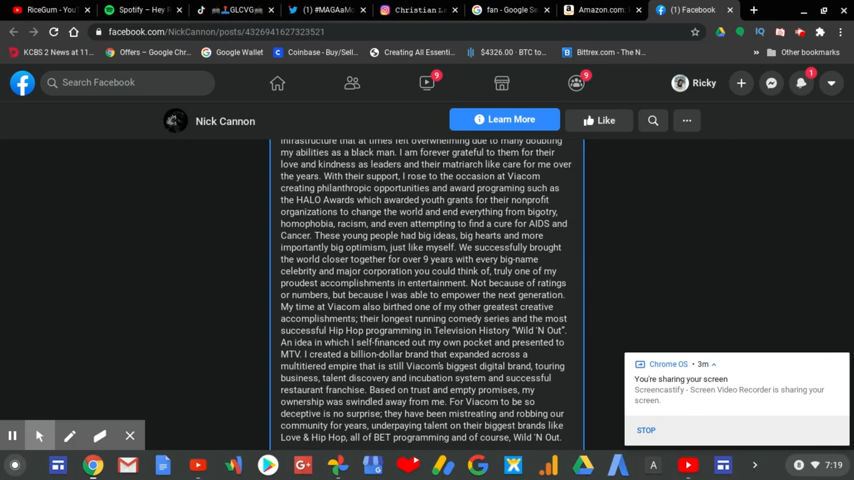 RiceGum - YouT
Spotify – Hey F
GLCVG
(1) #MAGAaMo
Christian L
fan - Google Se
Amazon.com: F
(1) Facebook
facebook.com/NickCannon/posts/4326941627323521
KCBS 2 News at 11...
Offers – Google Chr...
Google Wallet
Coinbase - Buy/Sell...
Creating All Essenti...
$4326.00 · BTC to...
Bittrex.com - The N...
Other bookmarks
Search Facebook
9
9
Ricky
1
Nick Cannon
Learn More
Like
infrastructure that at times felt overwhelming due to many doubting
my abilities as a black man. I am forever grateful to them for their
love and kindness as leaders and their matriarch like care for me over
the years. With their support, I rose to the occasion at Viacom
creating philanthropic opportunities and award programing such as
the HALO Awards which awarded youth grants for their nonprofit
organizations to change the world and end everything from bigotry,
homophobia, racism, and even attempting to find a cure for AIDS and
Cancer. These young people had big ideas, big hearts and more
importantly big optimism, just like myself. We successfully brought
the world closer together for over 9 years with every big-name
celebrity and major corporation you could think of, truly one of my
proudest accomplishments in entertainment. Not because of ratings
or numbers, but because I was able to empower the next generation.
My time at Viacom also birthed one of my other greatest creative
accomplishments; their longest running comedy series and the most
successful Hip Hop programming in Television History “Wild 'N Out”.
An idea in which I self-financed out my own pocket and presented to
MTV. I created a billion-dollar brand that expanded across a
multitiered empire that is still Viacom's biggest digital brand, touring
business, talent discovery and incubation system and successful
restaurant franchise. Based on trust and empty promises, my
ownership was swindled away from me. For Viacom to be so
deceptive is no surprise; they have been mistreating and robbing our
community for years, underpaying talent on their biggest brands like
Love & Hip Hop, all of BET programming and of course, Wild 'N Out.
Chrome OS • 3m
You're sharing your screen
Screencastify - Screen Video Recorder is sharing your
screen.
STOP
7:19